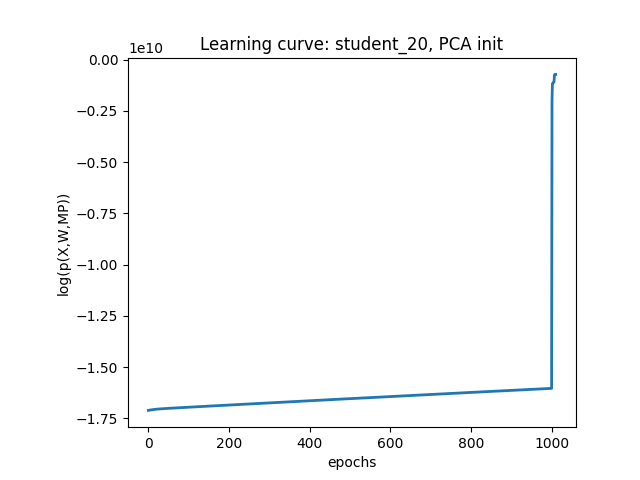 Learning curve: student_20, PCA init
1e10
0.00
−0.25
−0.50
−0.75
−1.00
−1.25
−1.50
−1.75
log(p(X,W,MP))
0 200 400 600 800 1000
epochs